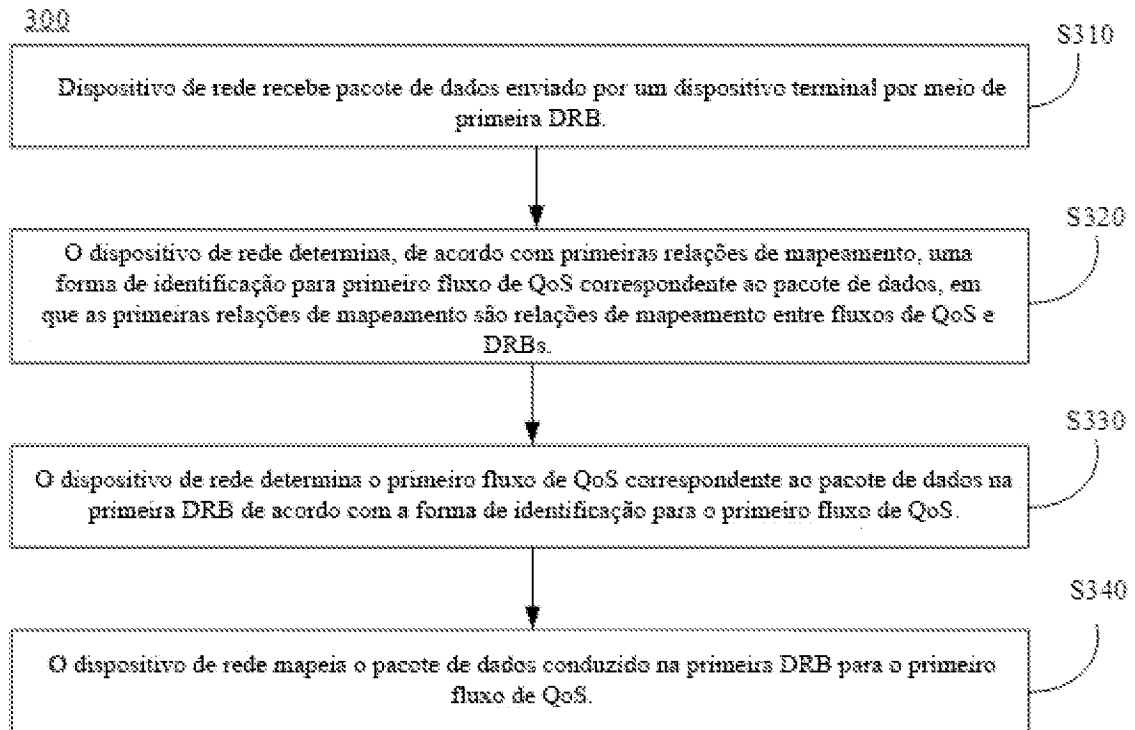 300
S310
Dispositivo de rede recebe pacote de dados enviado por um dispositivo terminal por meio de
primeira DRB.
S320
O dispositivo de rede determina, de acordo com primeiras relações de mapeamento, uma
forma de identificação para primeiro fluxo de QoS correspondente ao pacote de dados, em
que as primeiras relações de mapeamento são relações de mapeamento entre fluxos de QoS e
DRBs.
S330
O dispositivo de rede determina o primeiro fluxo de QoS correspondente ao pacote de dados na
primeira DRB de acordo com a forma de identificação para o primeiro fluxo de QoS.
S340
O dispositivo de rede mapeia o pacote de dados conduzido na primeira DRB para o primeiro
fluxo de QoS.